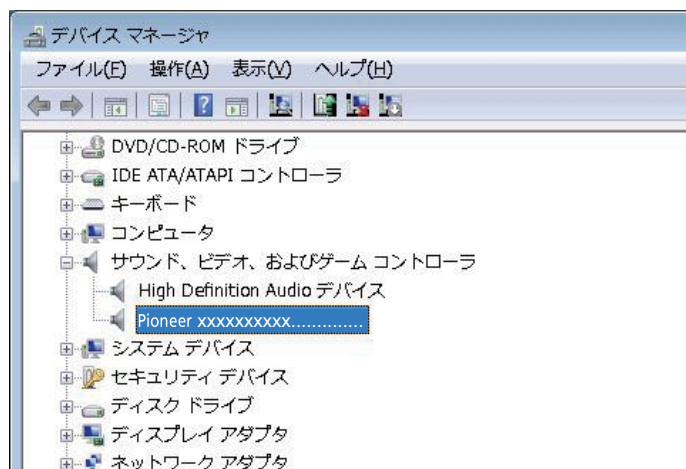 デバイス マネージャ
ファイル(F) 操作(A) 表示(V) ヘルプ(H)
DVD/CD-ROM ドライブ
IDE ATA/ATAPI コントローラ
キーボード
コンピュータ
サウンド、ビデオ、およびゲーム コントローラ
High Definition Audio デバイス
Pioneer xxxxxxxxxx..............
システム デバイス
セキュリティ デバイス
ディスク ドライブ
ディスプレイ アダプタ
ネットワーク アダプタ